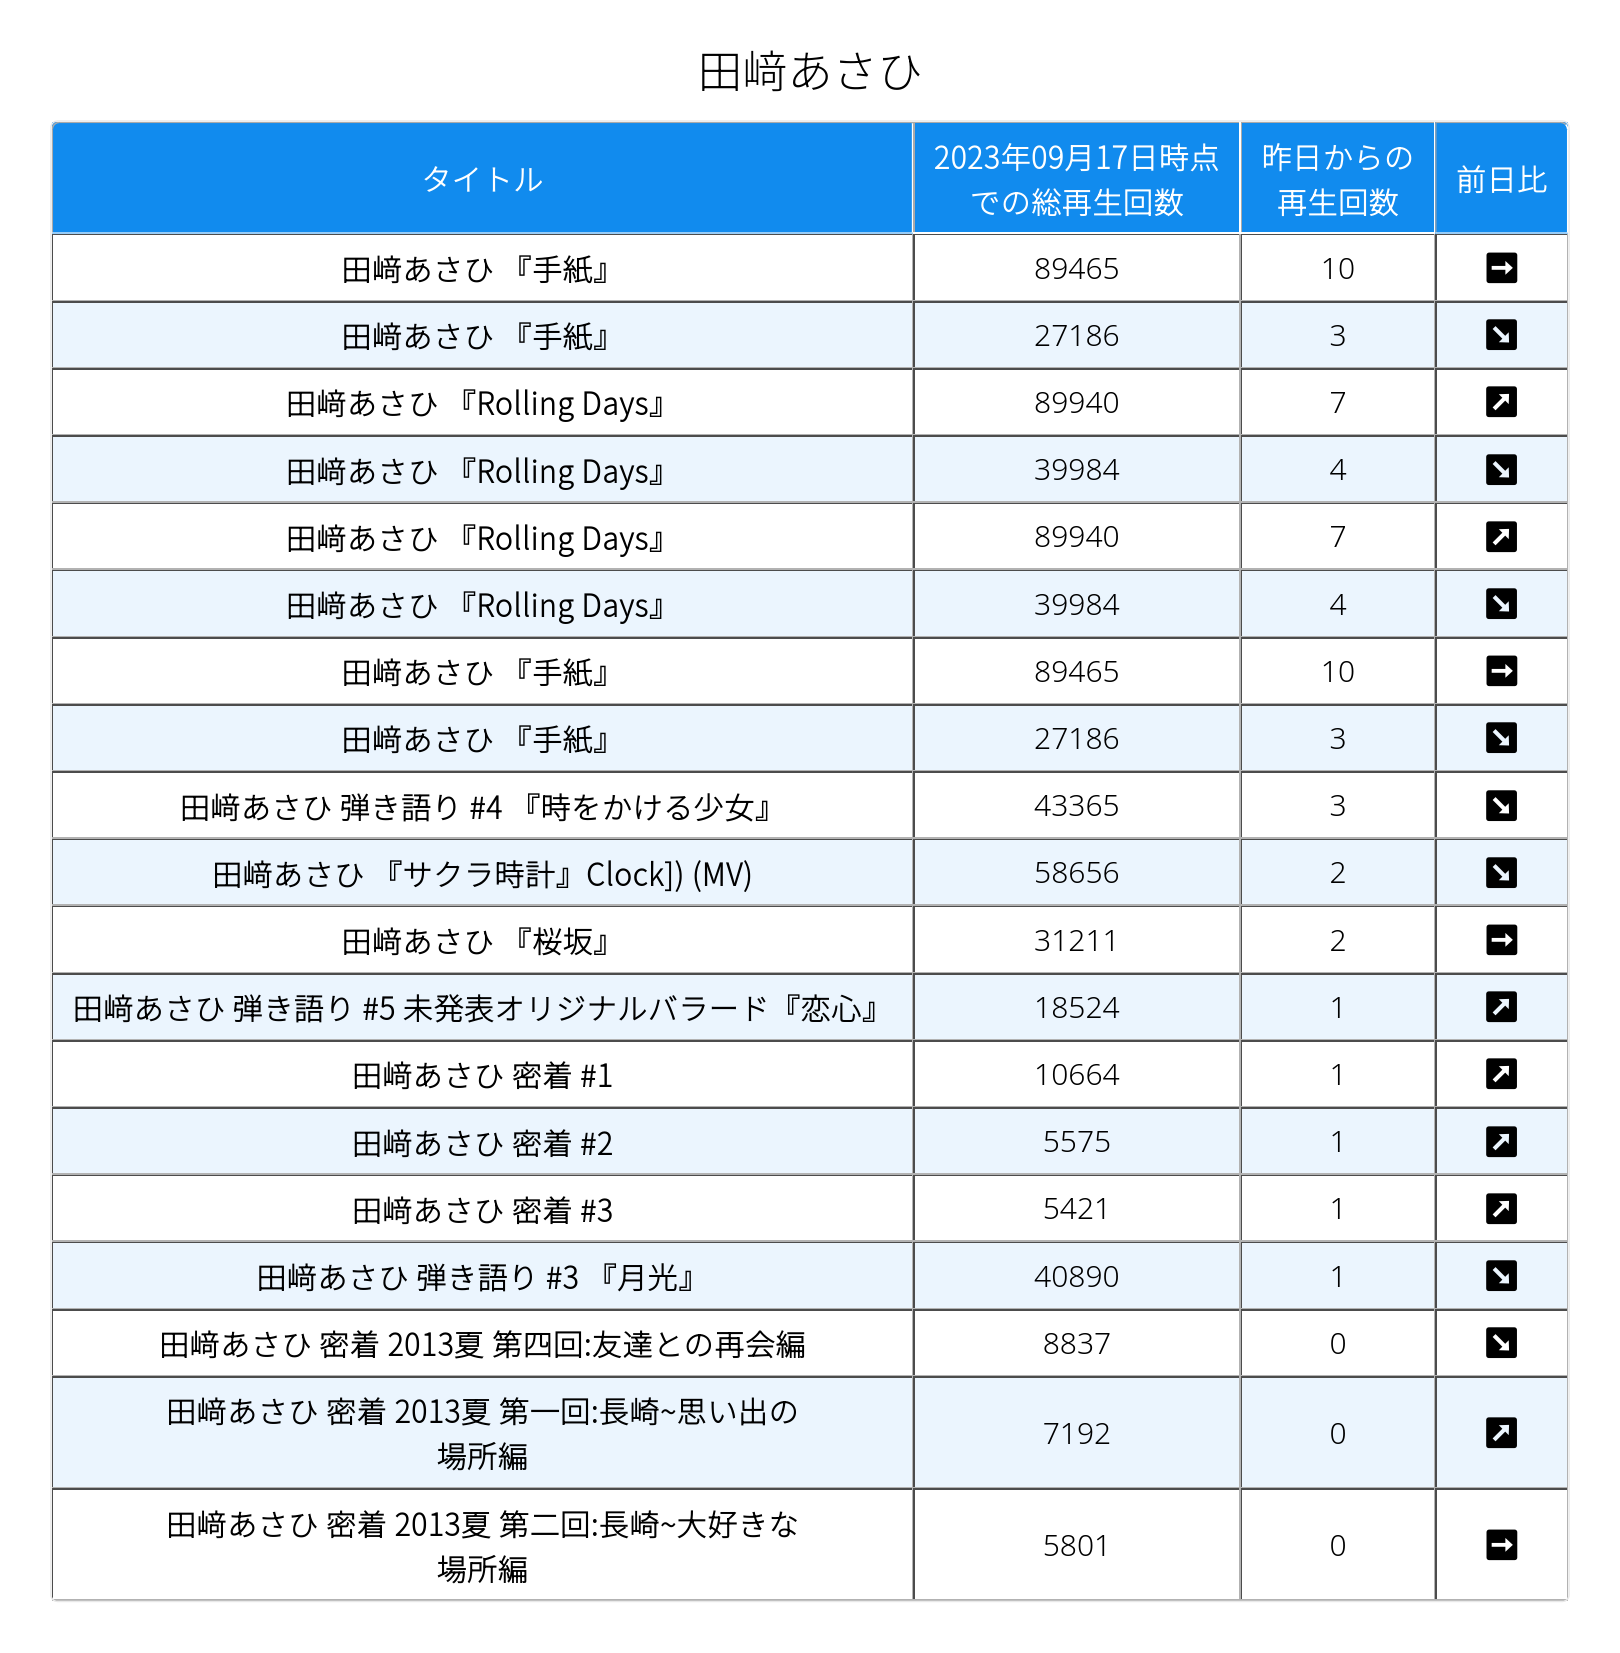 田﨑あさひ
タイトル 2023年09月17日時点 昨日からの 前日比
での総再生回数 再生回数
田﨑あさひ 『手紙』 89465 10
田﨑あさひ 『手紙』 27186 3
田﨑あさひ 『Rolling Days』 89940 7
田﨑あさひ 『Rolling Days』 39984 4
田﨑あさひ 『Rolling Days』 89940 7
田﨑あさひ 『Rolling Days』 39984 4
田﨑あさひ 『手紙』 89465 10
田﨑あさひ 『手紙』 27186 3
田﨑あさひ 弾き語り #4 『時をかける少女』 43365 3
田﨑あさひ 『サクラ時計』Clock]) (MV) 58656 2
田﨑あさひ 『桜坂』 31211 2
田﨑あさひ 弾き語り #5 未発表オリジナルバラード『恋心』 18524 1
田﨑あさひ 密着 #1 10664 1
田﨑あさひ 密着 #2 5575 1
田﨑あさひ 密着 #3 5421 1
田﨑あさひ 弾き語り #3 『月光』 40890 1
田﨑あさひ 密着 2013夏 第四回:友達との再会編 8837 0
田﨑あさひ 密着 2013夏 第一回:長崎~思い出の
場所編 7192 0
田﨑あさひ 密着 2013夏 第二回:長崎~大好きな
場所編 5801 0